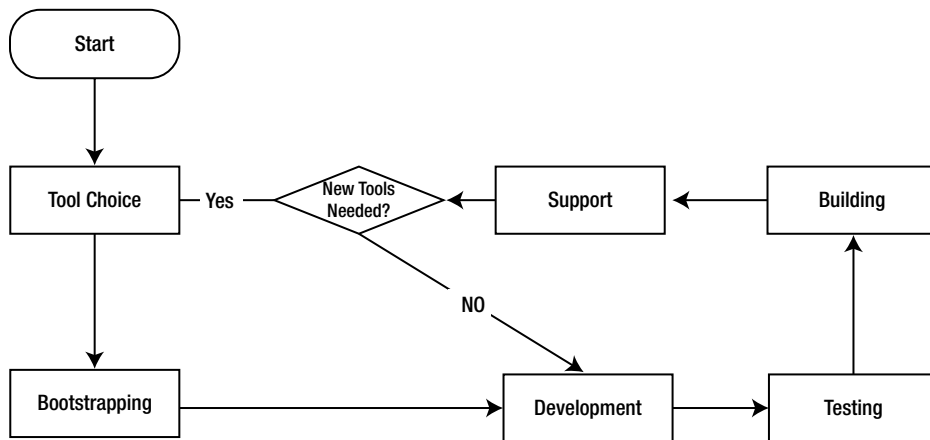 Start
Tool Choice
Yes
New Tools
Needed?
Support
Building
NO
Bootstrapping
Development
Testing